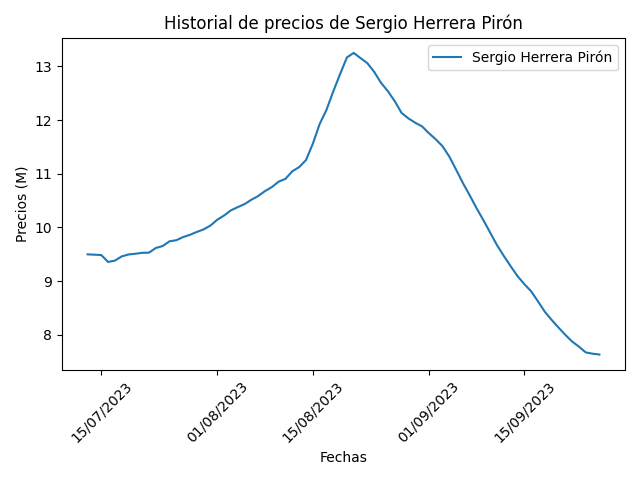 Historial de precios de Sergio Herrera Pirón
Sergio Herrera Pirón
Precios (M)
13
12
11
10
9
8
15/07/2023
01/08/2023
15/08/2023
01/09/2023
15/09/2023
Fechas